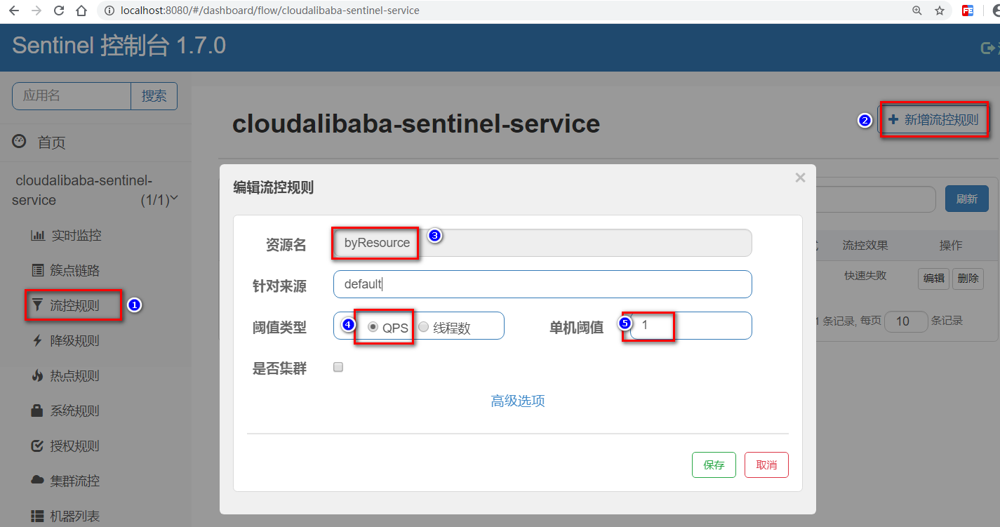 localhost:8080/#/dashboard/flow/cloudalibaba-sentinel-service
Sentinel 控制台 1.7.0
应用名 搜索
首页
cloudalibaba-sentinel-
service (1/1)
实时监控
簇点链路
流控规则 1
降级规则
热点规则
系统规则
授权规则
集群流控
机器列表
cloudalibaba-sentinel-service
2 新增流控规则
刷新
流控效果 操作
快速失败 编辑 删除
1 条记录, 每页 10 条记录
编辑流控规则 ×
资源名 byResource 3
针对来源 default
阈值类型 4 QPS 线程数 单机阈值 5 1
是否集群
高级选项
保存 取消